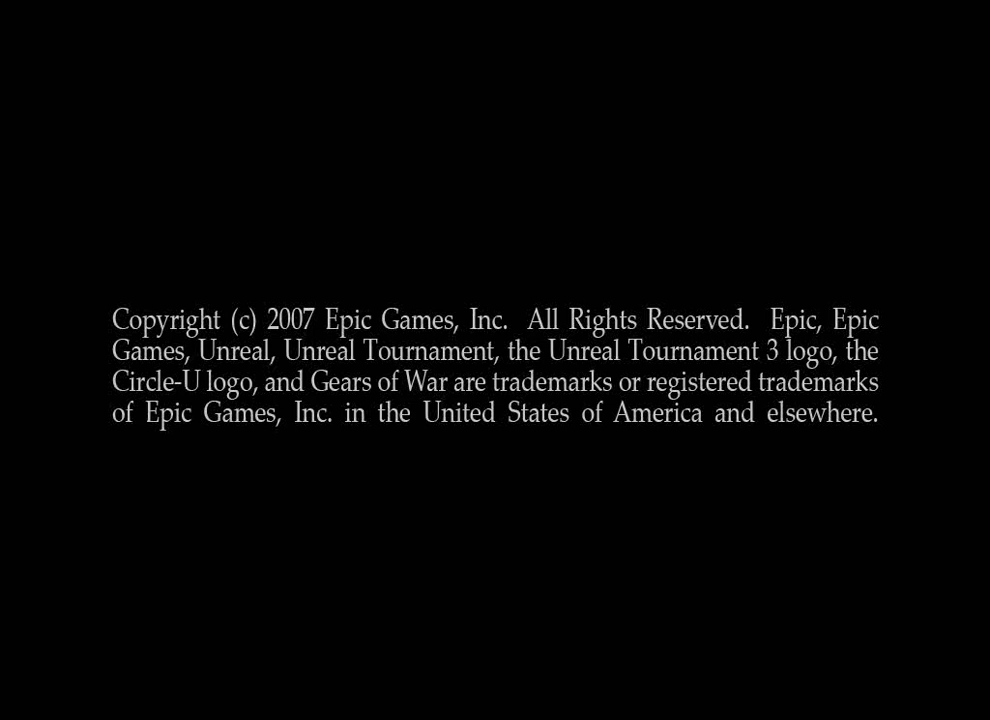 Copyright (c) 2007 Epic Games, Inc.  All Rights Reserved.  Epic, Epic
Games, Unreal, Unreal Tournament, the Unreal Tournament 3 logo, the
Circle-U logo, and Gears of War are trademarks or registered trademarks
of Epic Games, Inc. in the United States of America and elsewhere.